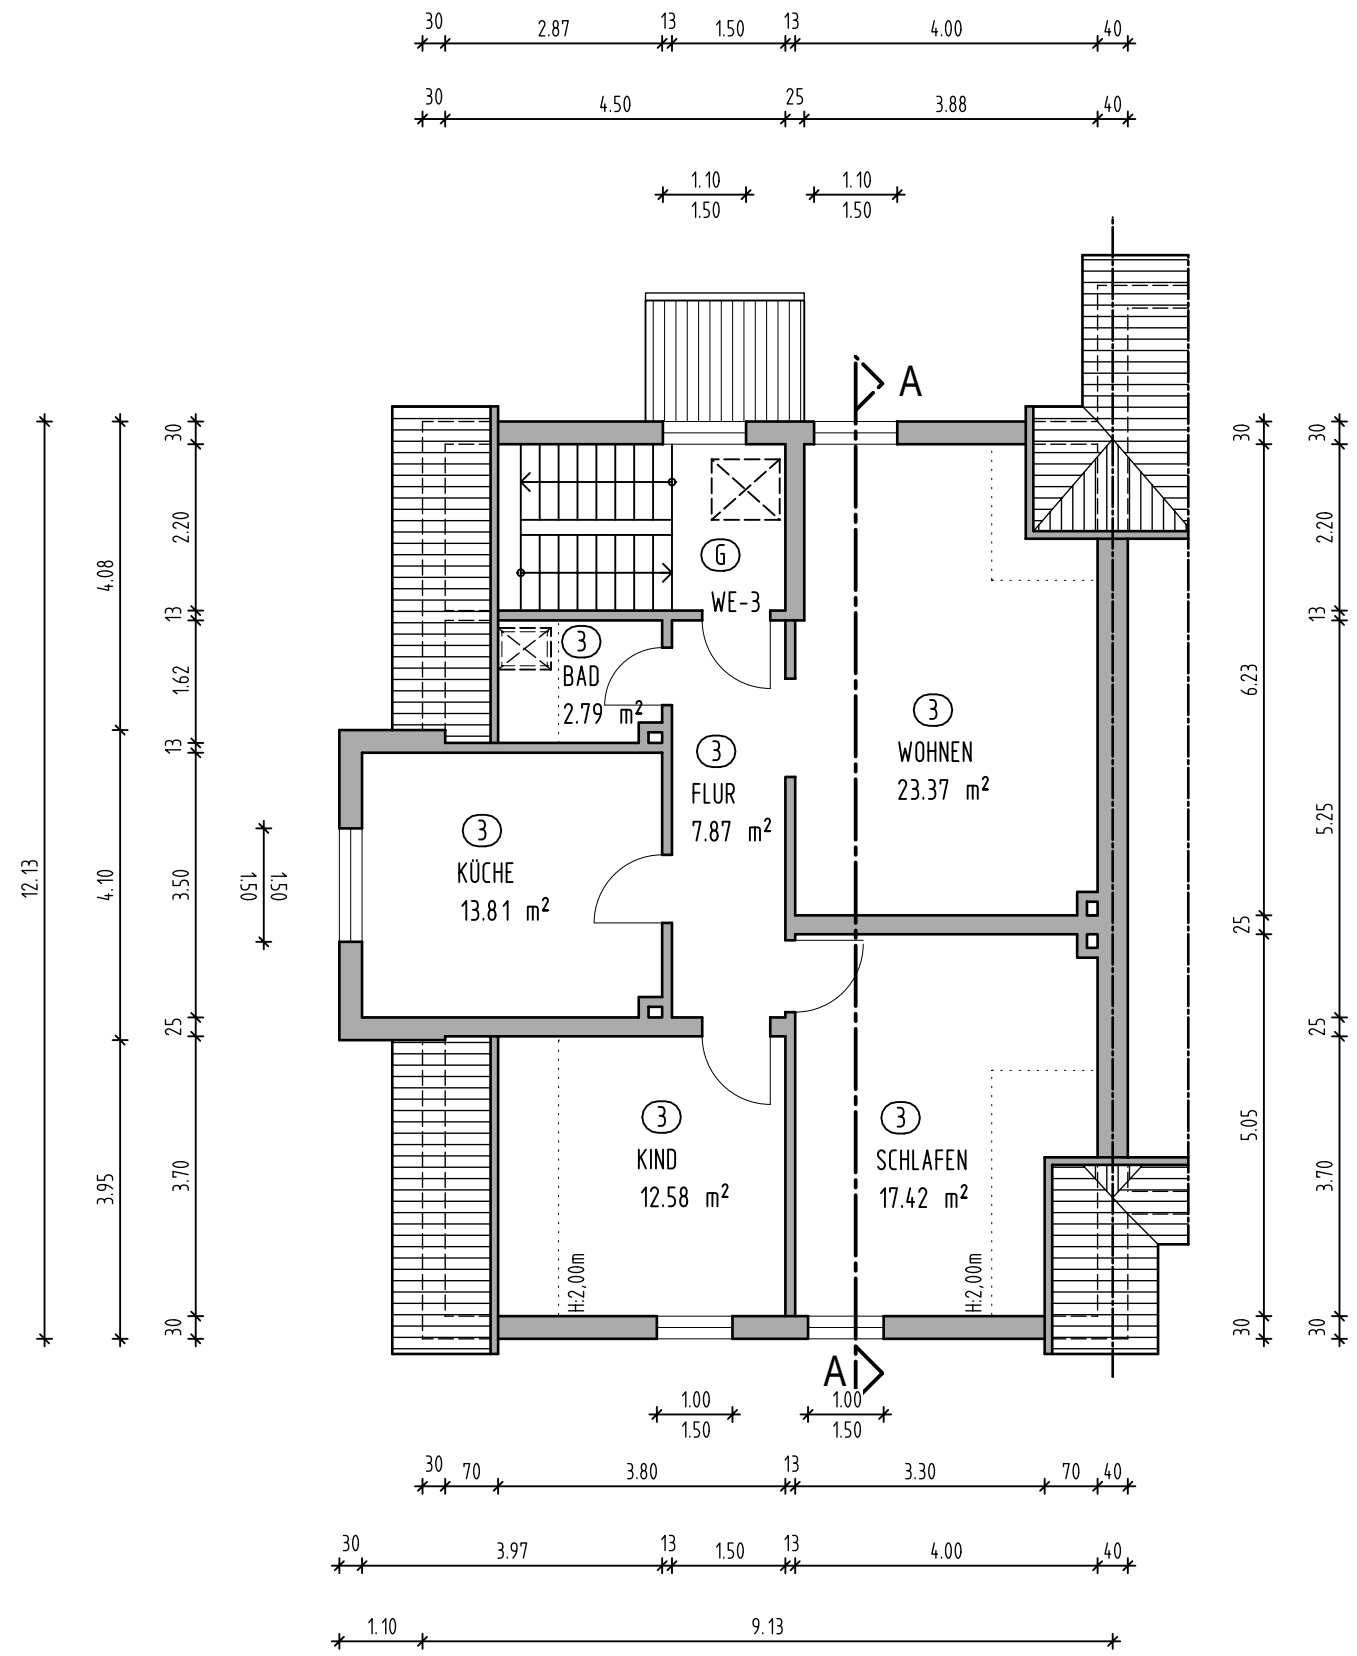 30 2.87 13 1.50 13 4.00 40
30 4.50 25 3.88 40
1.10 1.10
1.50 1.50
A
G
WE-3
3
BAD
2.79 m²
3
FLUR
7.87 m²
3
WOHNEN
23.37 m²
3
KÜCHE
13.81 m²
3
KIND
12.58 m²
3
SCHLAFEN
17.42 m²
H:2,00m H:2,00m
A
12.13
4.08
4.10
3.95
30
2.20
13
1.62
13
3.50
25
3.70
30
1.50
1.50
30
6.23
25
5.05
30
30
2.20
13
5.25
25
3.70
30
1.00 1.00
1.50 1.50
30 70 3.80 13 3.30 70 40
30 3.97 13 1.50 13 4.00 40
1.10 9.13